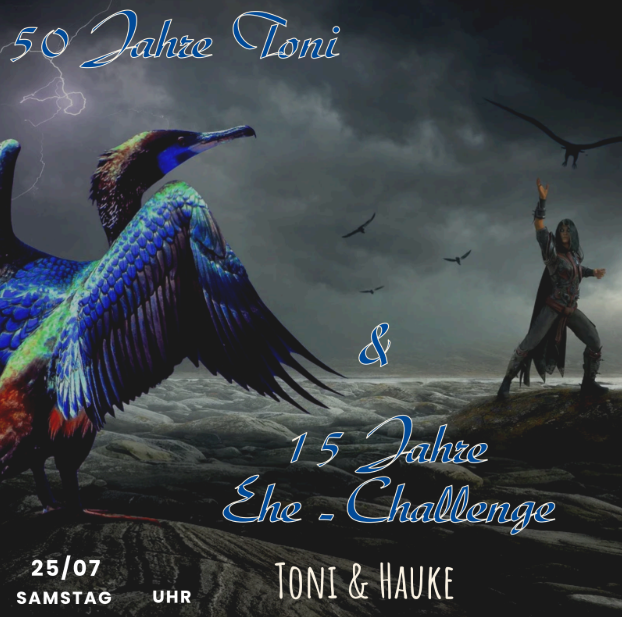 50 Jahre Toni
&
15 Jahre
Ehe - Challenge
25/07
SAMSTAG UHR
Toni & Hauke